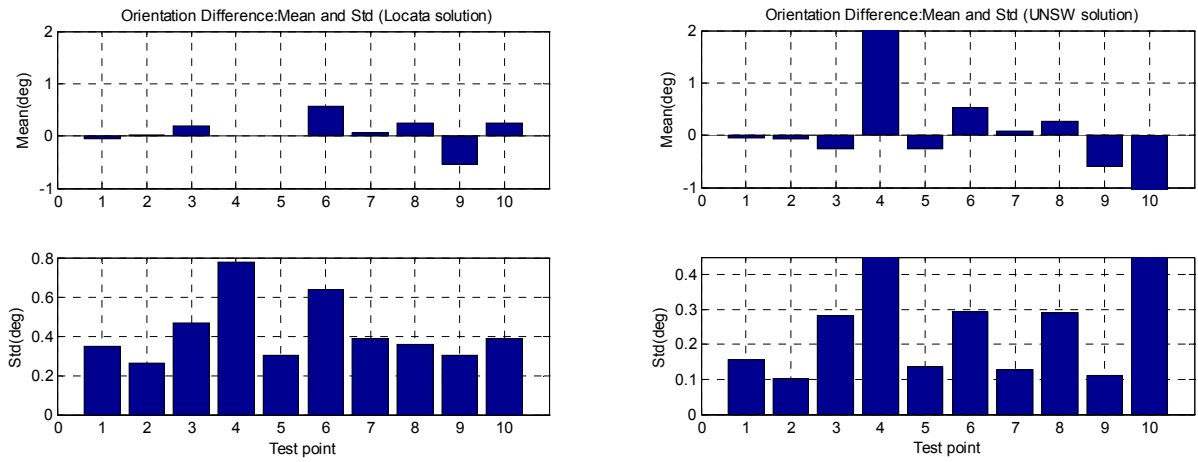 Orientation Difference:Mean and Std (Locata solution)
2
1
0
-1
Mean(deg)
0 1 2 3 4 5 6 7 8 9 10
0.8
0.6
0.4
0.2
0
Std(deg)
0 1 2 3 4 5 6 7 8 9 10
Test point
Orientation Difference:Mean and Std (UNSW solution)
2
1
0
-1
Mean(deg)
0 1 2 3 4 5 6 7 8 9 10
0.4
0.3
0.2
0.1
0
Std(deg)
0 1 2 3 4 5 6 7 8 9 10
Test point